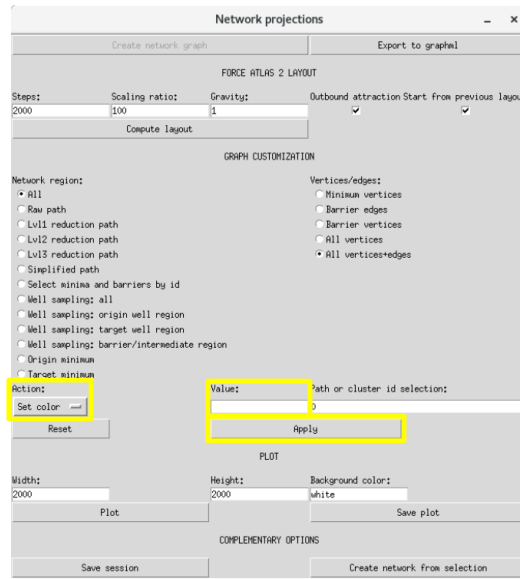 Network projections
Create network graph Export to graphml
FORCE ATLAS 2 LAYOUT
Steps: Scaling ratio: Gravity: Outbound attraction Start from previous layou
2000 100 1
Compute layout
GRAPH CUSTOMIZATION
Network region: Vertices/edges:
All Minimum vertices
Raw path Barrier edges
Lvl1 reduction path Barrier vertices
Lvl2 reduction path All vertices
Lvl3 reduction path All vertices+edges
Simplified path
Select minima and barriers by id
Well sampling: all
Well sampling: origin well region
Well sampling: target well region
Well sampling: barrier/intermediate region
Origin minimum
Target minimum
Action: Value: Path or cluster id selection:
Set color 0
Reset Apply
PLOT
Width: Height: Background color:
2000 2000 white
Plot Save plot
COMPLEMENTARY OPTIONS
Save session Create network from selection